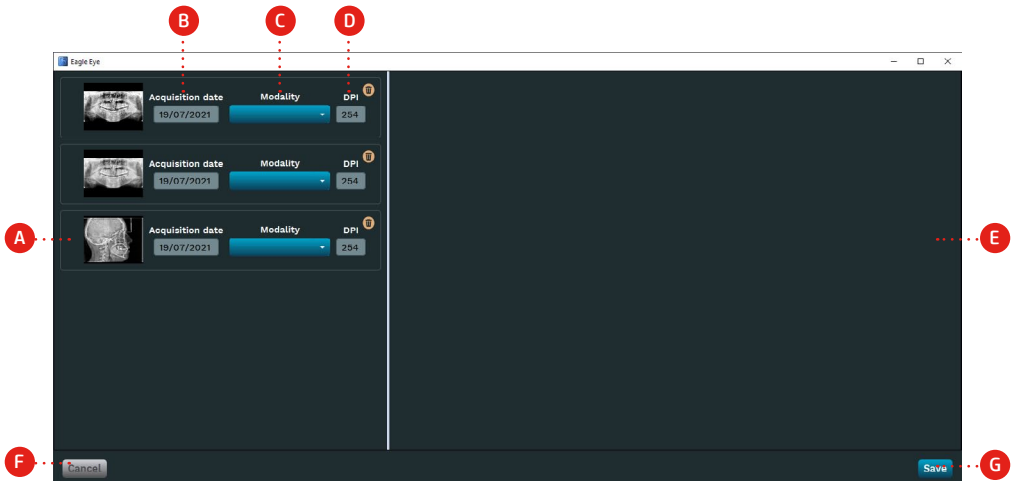 B C D
Eagle Eye
Acquisition date Modality DPI
19/07/2021 254
Acquisition date Modality DPI
19/07/2021 254
A Acquisition date Modality DPI E
19/07/2021 254
F Cancel Save G